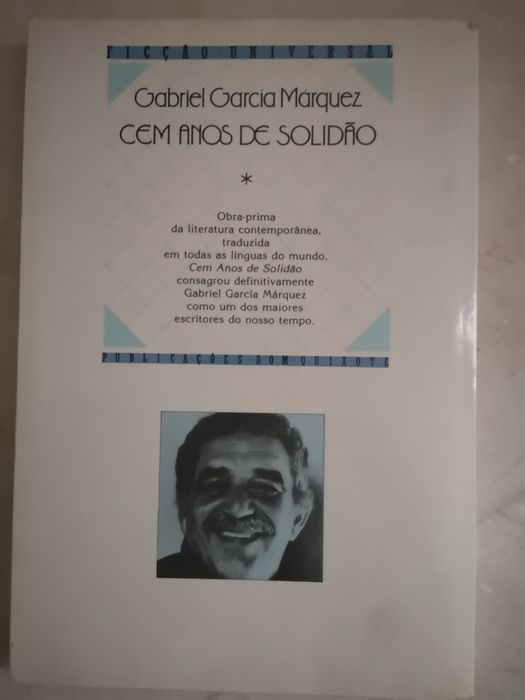 FICÇÃO · UNIVERSAL
Gabriel García Márquez
CEM ANOS DE SOLIDÃO
*
Obra-prima
da literatura contemporânea,
traduzida
em todas as línguas do mundo,
Cem Anos de Solidão
consagrou definitivamente
Gabriel García Márquez
como um dos maiores
escritores do nosso tempo.
PUBLICAÇÕES · DOM QUIXOTE